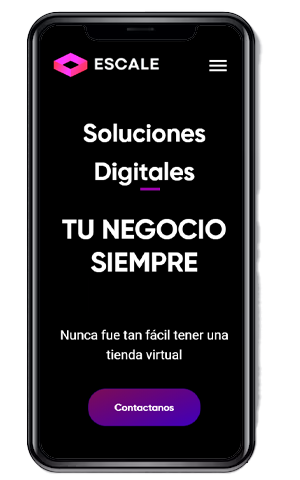 ESCALE
Soluciones
Digitales
TU NEGOCIO
SIEMPRE
Nunca fue tan fácil tener una
tienda virtual
Contactanos